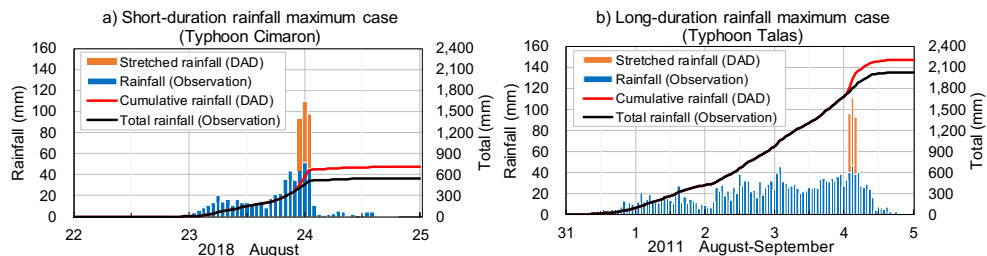 a) Short-duration rainfall maximum case
(Typhoon Cimaron)
160
140
120
100
80
60
40
20
0
Rainfall (mm)
Stretched rainfall (DAD)
Rainfall (Observation)
Cumulative rainfall (DAD)
Total rainfall (Observation)
2,400
2,100
1,800
1,500
1,200
900
600
300
0
Total (mm)
22
23
24
25
2018 August
b) Long-duration rainfall maximum case
(Typhoon Talas)
160
140
120
100
80
60
40
20
0
Rainfall (mm)
Stretched rainfall (DAD)
Rainfall (Observation)
Cumulative rainfall (DAD)
Total rainfall (Observation)
2,400
2,100
1,800
1,500
1,200
900
600
300
0
Total (mm)
31
1
2
3
4
5
2011 August-September